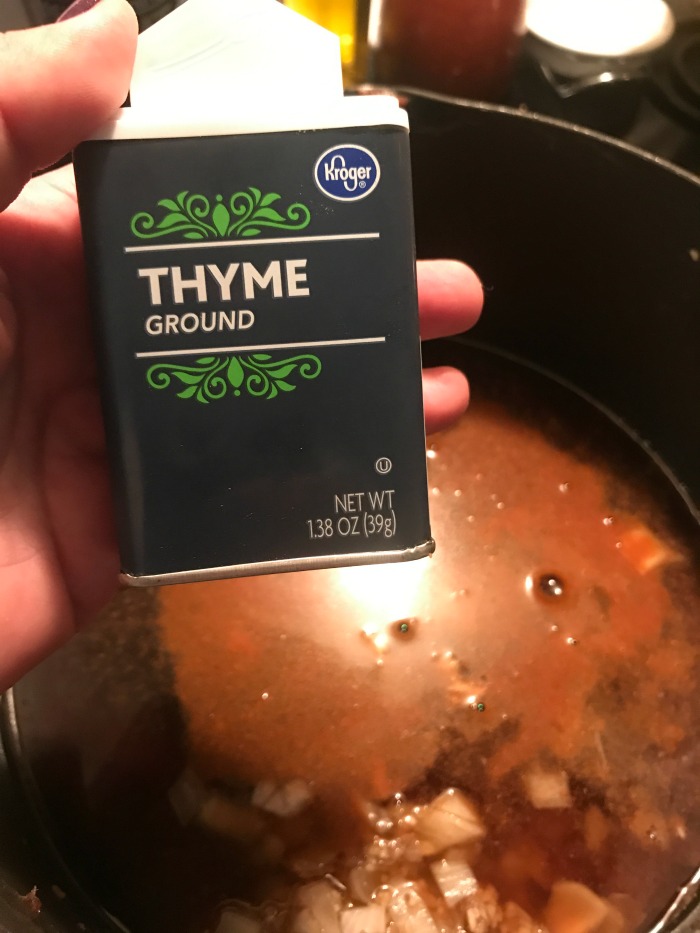 Kroger®
THYME
GROUND
U
NET WT
1.38 OZ (39g)